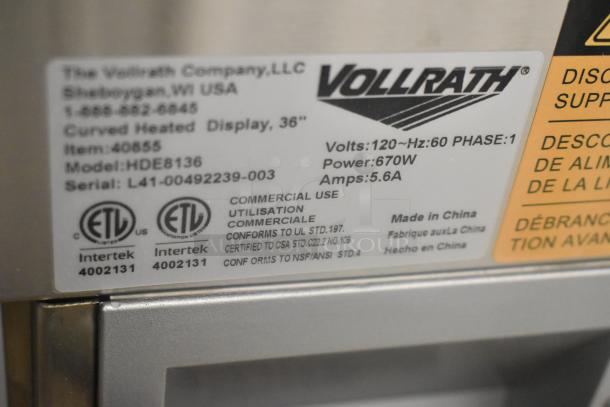 The Vollrath Company,LLC
Sheboygan,WI USA
1-888-882-6845
Curved Heated Display, 36"
Item:40855
Model:HDE8136
Serial: L41-00492239-003
VOLLRATH®
Volts:120~Hz:60 PHASE:1
Power:670W
Amps:5.6A
C ETL US
Intertek
4002131
ETL
Intertek
4002131
COMMERCIAL USE
UTILISATION
COMMERCIALE
CONFORMS TO UL STD.197.
CERTIFIED TO CSA STD.C22.2 NO.109
CONFORMS TO NSF/ANSI STD.4
Made in China
Fabrique auxLa China
Hecho en China
DISC
SUPP
DESCO
DE ALIM
DE LA L
DÉBRANC
TION AVAN